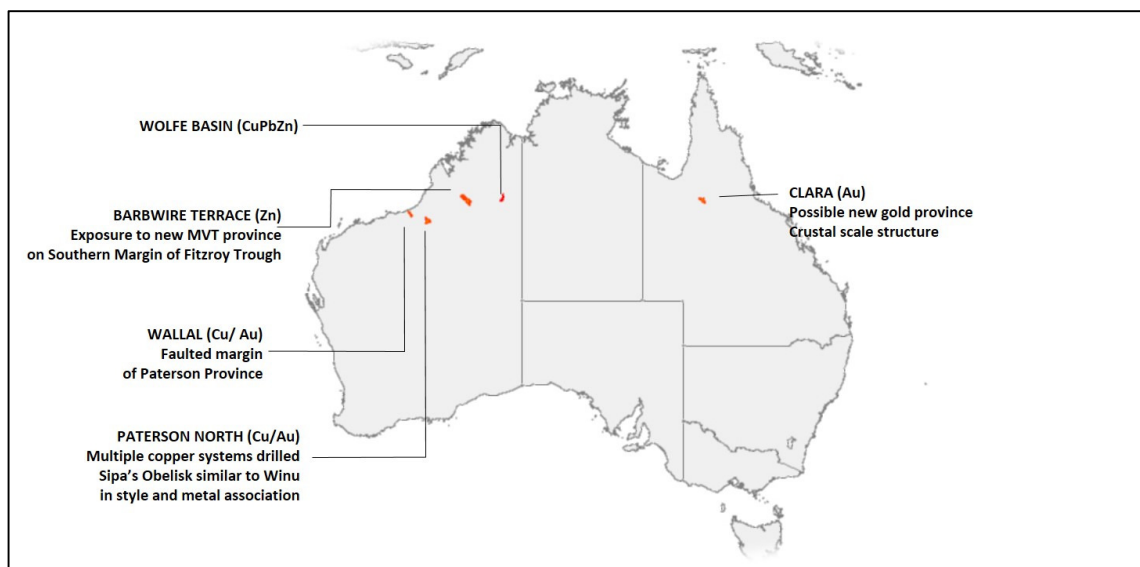 WOLFE BASIN (CuPbZn)
BARBWIRE TERRACE (Zn)
Exposure to new MVT province
on Southern Margin of Fitzroy Trough
WALLAL (Cu/ Au)
Faulted margin
of Paterson Province
PATERSON NORTH (Cu/Au)
Multiple copper systems drilled
Sipa's Obelisk similar to Winu
in style and metal association
CLARA (Au)
Possible new gold province
Crustal scale structure